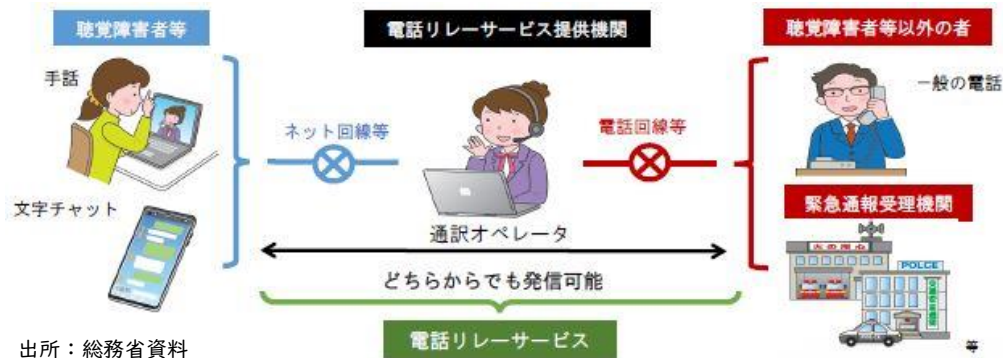 聴覚障害者等
電話リレーサービス提供機関
聴覚障害者等以外の者
手話
一般の電話
ネット回線等
電話回線等
文字チャット
緊急通報受理機関
通訳オペレータ
どちらからでも発信可能
POLICE
電話リレーサービス
等
出所：総務省資料